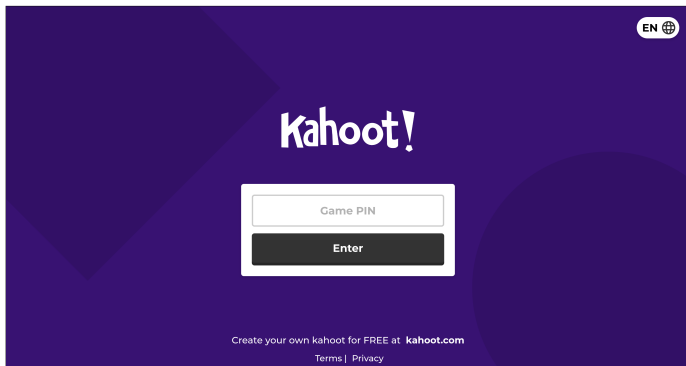 EN
Kahoot!
Game PIN
Enter
Create your own kahoot for FREE at kahoot.com
Terms | Privacy